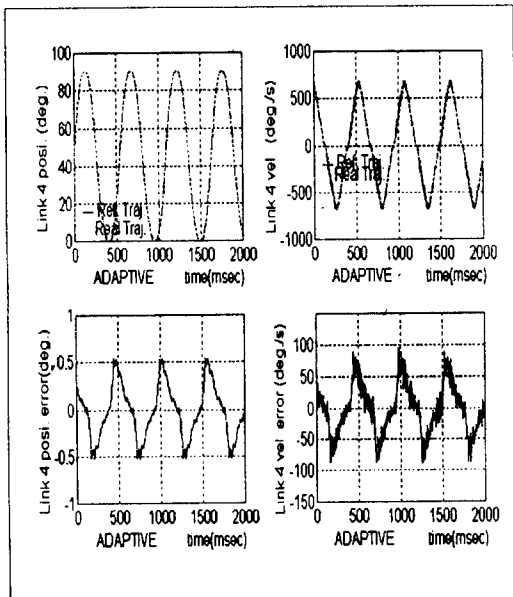 Link 4 posi. (deg.)
100
80
60
40
20
0
Ref. Traj
Real Traj.
0 500 1000 1500 2000
ADAPTIVE time(msec)
Link 4 vel (deg./s)
1000
500
0
-500
-1000
Ref. Traj
Real Traj
0 500 1000 1500 2000
ADAPTIVE time(msec)
Link 4 posi. error(deg.)
1
0.5
0
-0.5
-1
0 500 1000 1500 2000
ADAPTIVE time(msec)
Link 4 vel error (deg./s)
100
50
0
-50
-100
-150
0 500 1000 1500 2000
ADAPTIVE time(msec)